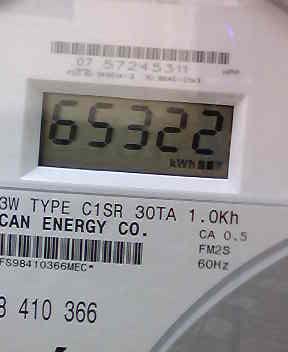 07 57245311
65322
kWh
3W TYPE C1SR 30TA 1.0Kh
CAN ENERGY CO.
CA 0.5
FM2S
60Hz
FS98410366MEC*
8 410 366